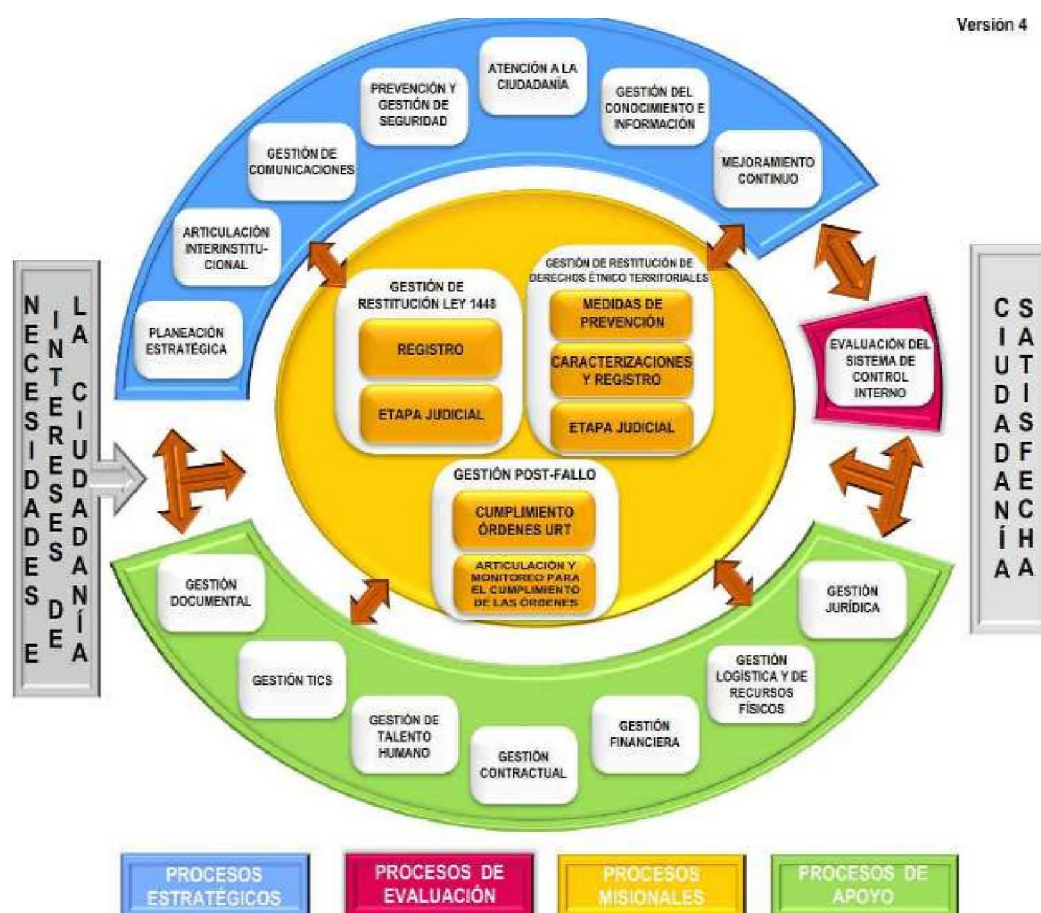 Versión 4
ATENCIÓN A LA
CIUDADANÍA
PREVENCIÓN Y
GESTIÓN DE
SEGURIDAD
GESTIÓN DEL
CONOCIMIENTO E
INFORMACIÓN
GESTIÓN DE
COMUNICACIONES
MEJORAMIENTO
CONTINUO
ARTICULACIÓN
INTERINSTITU-
CIONAL
PLANEACIÓN
ESTRATÉGICA
NECESIDADES E
INTERESES DE
LA CIUDADANÍA
GESTIÓN DE
RESTITUCIÓN LEY 1448
REGISTRO
ETAPA JUDICIAL
GESTIÓN DE RESTITUCIÓN DE
DERECHOS ÉTNICO TERRITORIALES
MEDIDAS DE
PREVENCIÓN
CARACTERIZACIONES
Y REGISTRO
ETAPA JUDICIAL
EVALUACIÓN DEL
SISTEMA DE
CONTROL
INTERNO
CIUDADANÍA
SATISFECHA
GESTIÓN POST-FALLO
CUMPLIMIENTO
ÓRDENES URT
ARTICULACIÓN Y
MONITOREO PARA
EL CUMPLIMIENTO
DE LAS ÓRDENES
GESTIÓN
DOCUMENTAL
GESTIÓN TICS
GESTIÓN DE
TALENTO
HUMANO
GESTIÓN
CONTRACTUAL
GESTIÓN
FINANCIERA
GESTIÓN
LOGÍSTICA Y DE
RECURSOS
FÍSICOS
GESTIÓN
JURÍDICA
PROCESOS
ESTRATÉGICOS
PROCESOS DE
EVALUACIÓN
PROCESOS
MISIONALES
PROCESOS DE
APOYO